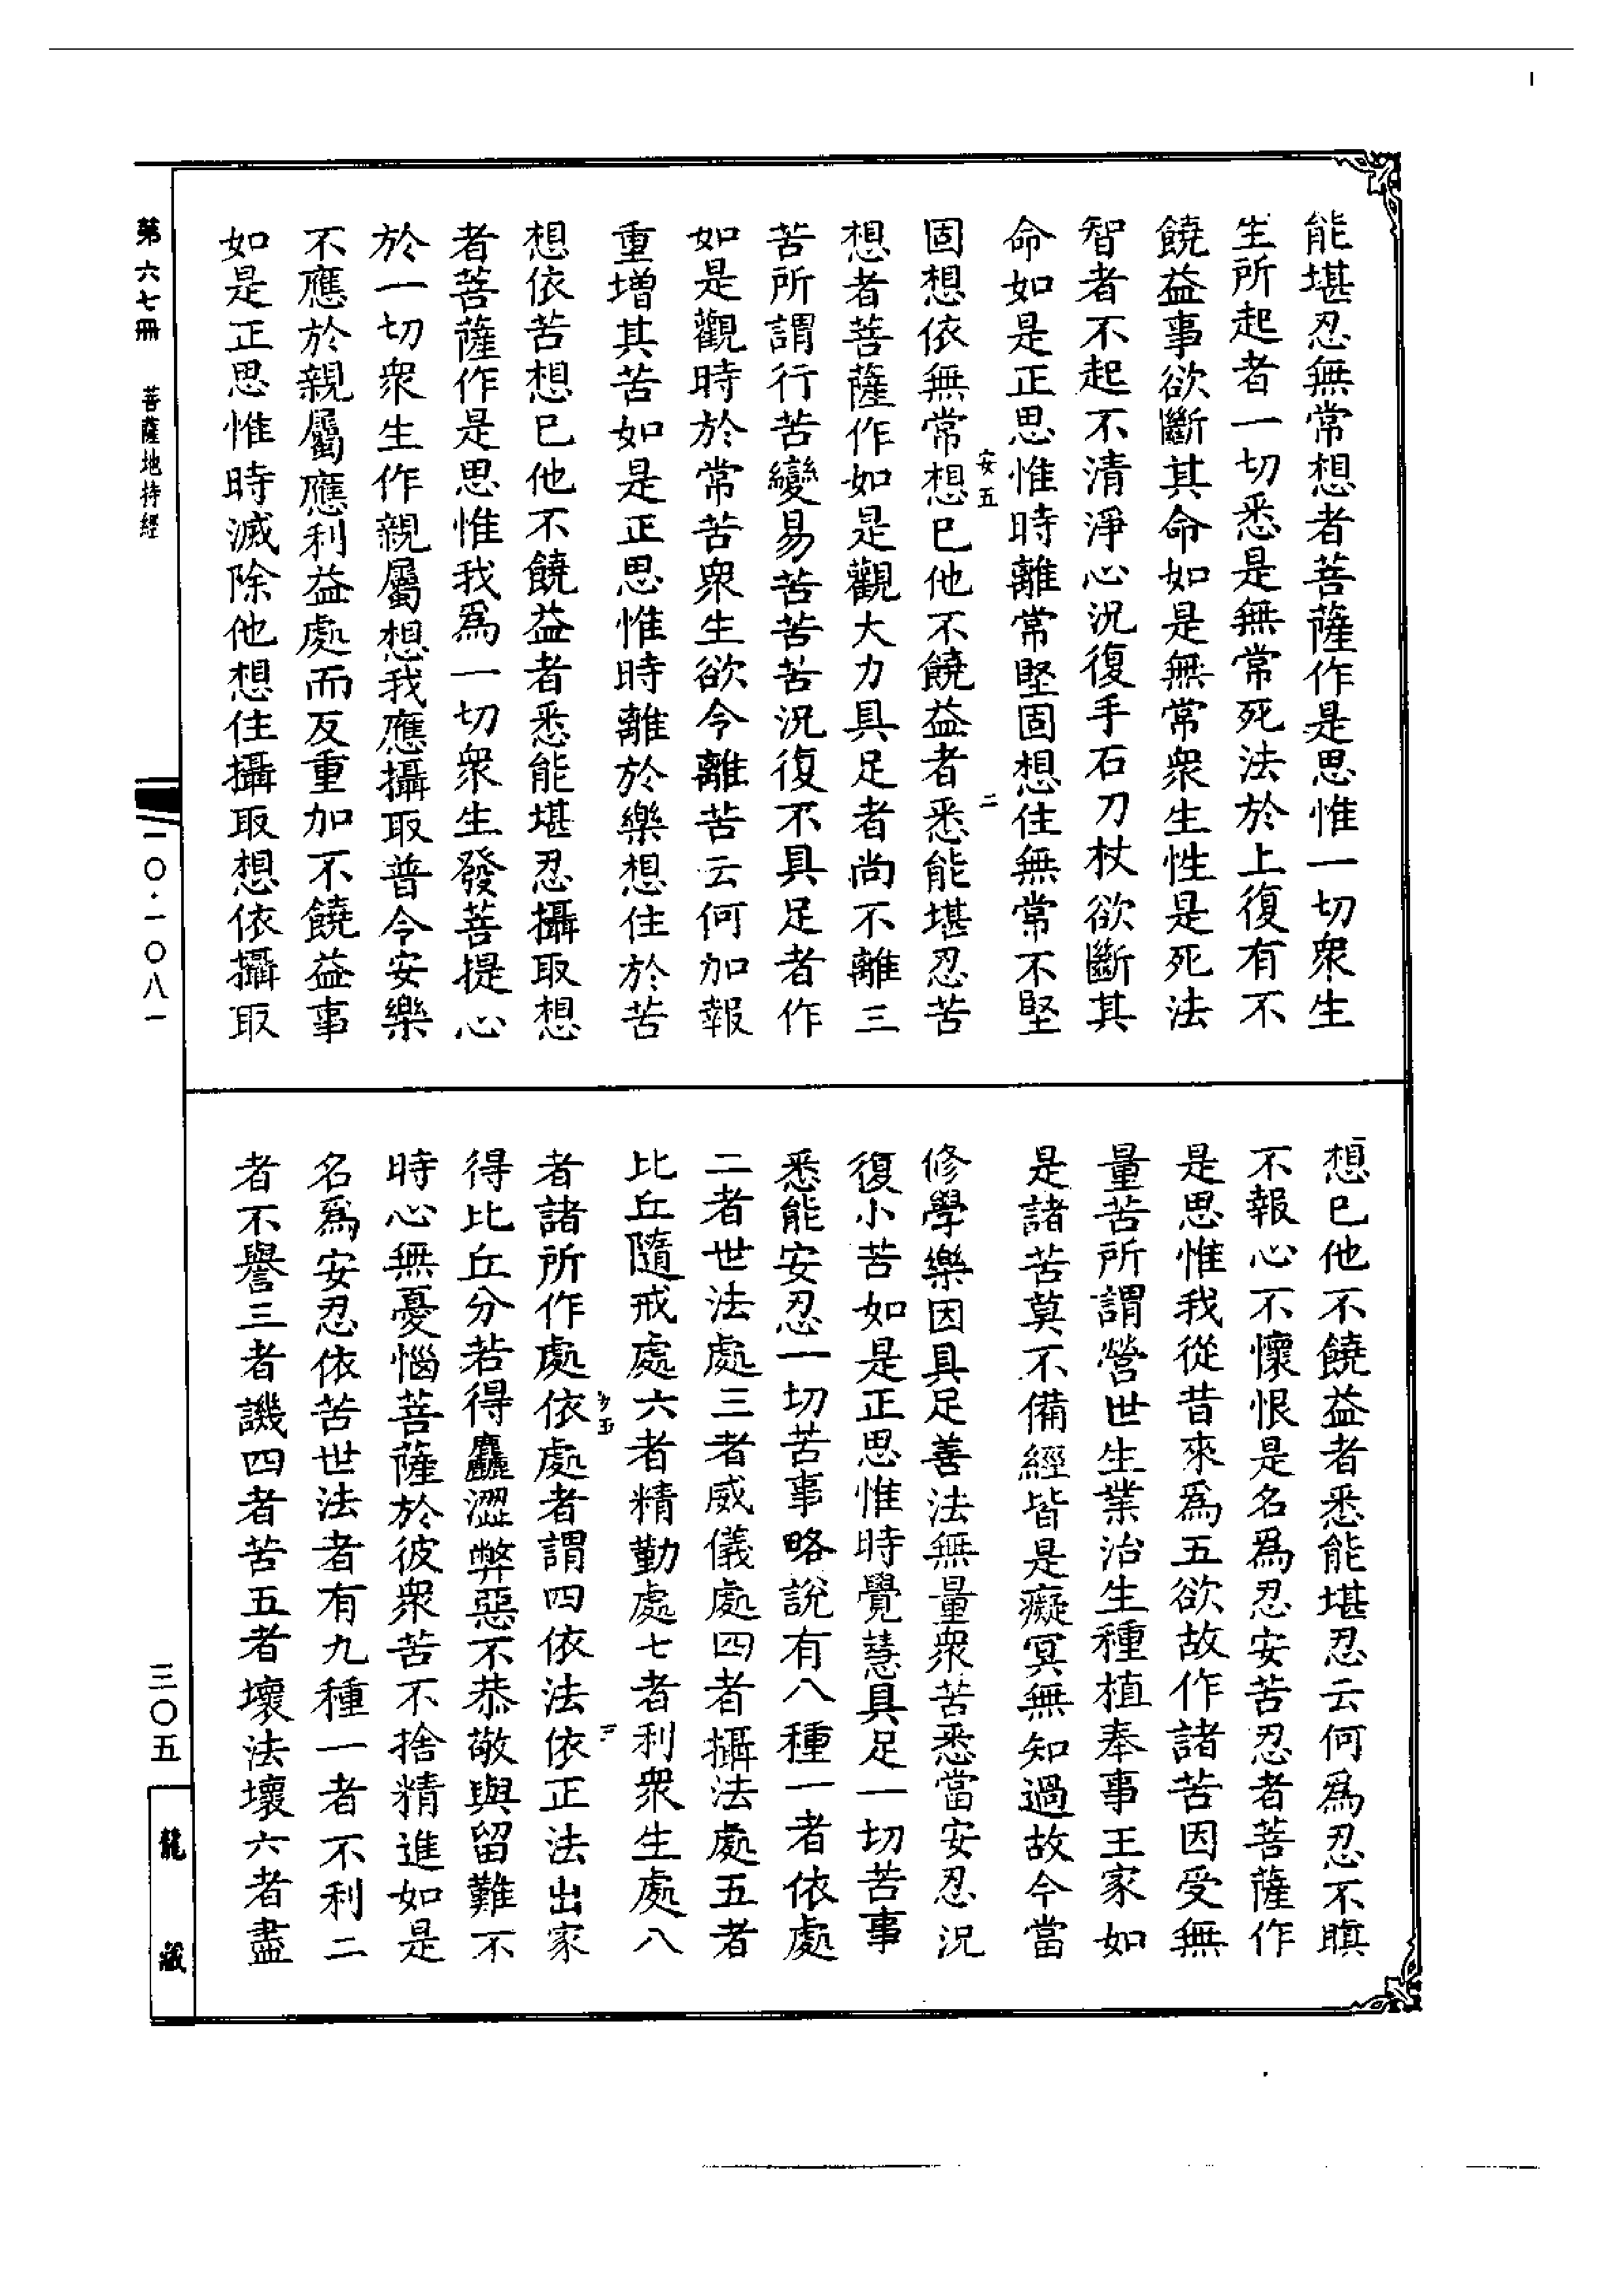 能堪忍無常想者菩薩作是思惟一切衆生
生所起者一切悉是無常死法於上復有不
饒益事欲斷其命如是無常衆生性是死法
智者不起不清淨心況復手石刀杖欲斷其
命如是正思惟時離常堅固想住無常不堅
安五
二
固想依無常想已他不饒益者悉能堪忍苦
想者菩薩作如是觀大力具足者尚不離三
苦所謂行苦變易苦苦苦況復不具足者作
如是觀時於常苦衆生欲令離苦云何加報
重增其苦如是正思惟時離於樂想住於苦
想依苦想已他不饒益者悉能堪忍攝取想
者菩薩作是思惟我爲一切衆生發菩提心
於一切衆生作親屬想我應攝取普令安樂
不應於親屬應利益處而反重加不饒益事
如是正思惟時滅除他想住攝取想依攝取
想已他不饒益者悉能堪忍云何爲忍不瞋
不報心不懷恨是名爲忍安苦忍者菩薩作
是思惟我從昔來爲五欲故作諸苦因受無
量苦所謂營世生業治生種植奉事王家如
是諸苦莫不備經皆是癡冥無知過故今當
修學樂因具足善法無量衆苦悉當安忍況
復小苦如是正思惟時覺慧具足一切苦事
悉能安忍一切苦事略說有八種一者依處
二者世法處三者威儀處四者攝法處五者
比丘隨戒處六者精勤處七者利衆生處八
三
者諸所作處依處者謂四依法依正法出家
得比丘分若得麤澀弊惡不恭敬與留難不
時心無憂惱菩薩於彼衆苦不捨精進如是
名爲安忍依苦世法者有九種一者不利二
者不譽三者譏四者苦五者壞法壞六者盡
第六七冊　菩薩地持經
一〇·一〇八一
三〇五
龍藏